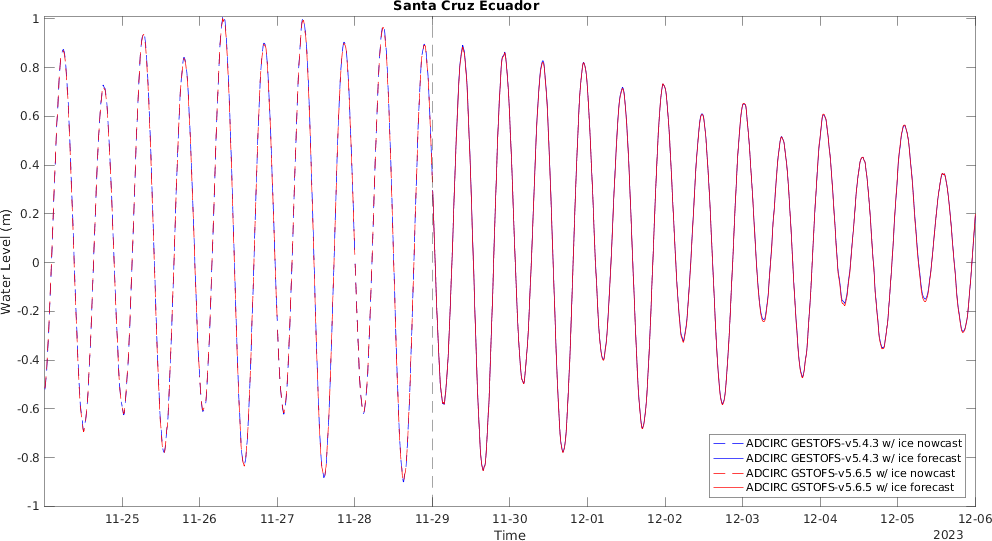 Santa Cruz Ecuador
1
0.8
0.6
0.4
0.2
0
-0.2
-0.4
-0.6
-0.8
-1
Water Level (m)
ADCIRC GESTOFS-v5.4.3 w/ ice nowcast
ADCIRC GESTOFS-v5.4.3 w/ ice forecast
ADCIRC GSTOFS-v5.6.5 w/ ice nowcast
ADCIRC GSTOFS-v5.6.5 w/ ice forecast
11-25 11-26 11-27 11-28 11-29 11-30 12-01 12-02 12-03 12-04 12-05 12-06
Time
2023